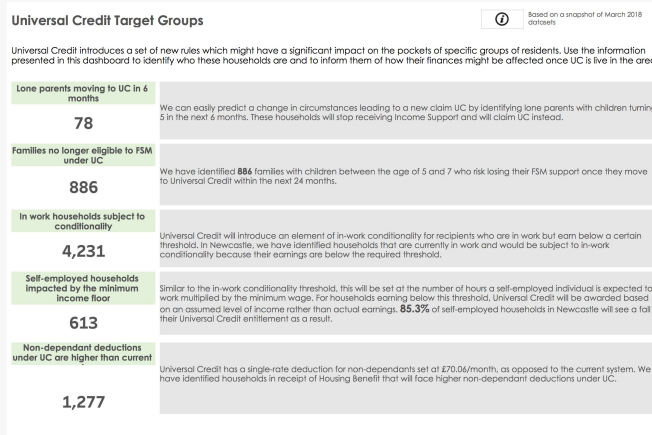 Universal Credit Target Groups
Based on a snapshot of March 2018
datasets
Universal Credit introduces a set of new rules which might have a significant impact on the pockets of specific groups of residents. Use the information
presented in this dashboard to identify who these households are and to inform them of how their finances might be affected once UC is live in the
Lone parents moving to UC in 6
months
78
We can easily predict a change in circumstances leading to a new claim UC by identifying lone parents with children
5 in the next 6 months. These households will stop receiving Income Support and will claim UC instead.
Families no longer eligible to FSM
under UC
886
We have identified 886 families with children between the age of 5 and 7 who risk losing their FSM support once they move
to Universal Credit within the next 24 months.
In work households subject to
conditionality
4,231
Universal Credit will introduce an element of in-work conditionality for recipients who are in work but earn below a certain
threshold. In Newcastle, we have identified households that are currently in work and would be subject to in-work
conditionality because their earnings are below the required threshold.
Self-employed households
impacted by the minimum
income floor
613
Similar to the in-work conditionality threshold, this will be set at the number of hours a self-employed individual is expected to
work multiplied by the minimum wage. For households earning below this threshold, Universal Credit will be awarded based
on an assumed level of income rather than actual earnings. 85.3% of self-employed households in Newcastle will see a fall
their Universal Credit entitlement as a result.
Non-dependant deductions
under UC are higher than current
1,277
Universal Credit has a single-rate deduction for non-dependants set at £70.06/month, as opposed to the current system. We
have identified households in receipt of Housing Benefit that will face higher non-dependant deductions under UC.